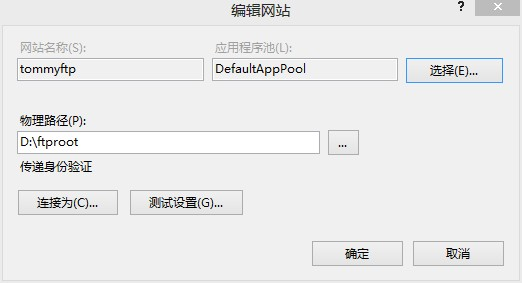 编辑网站
? ×
网站名称(S): 应用程序池(L):
tommyftp DefaultAppPool 选择(E)...
物理路径(P):
D:\ftproot ...
传递身份验证
连接为(C)... 测试设置(G)...
确定 取消